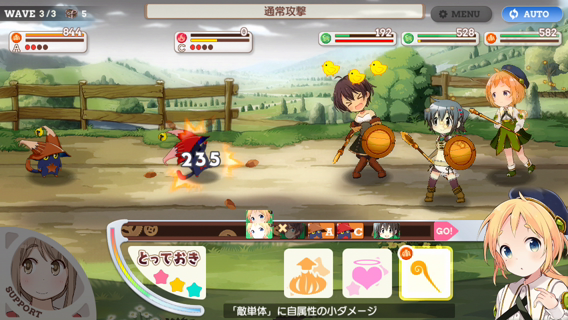 WAVE 3/3 5
通常攻撃
MENU
AUTO
844
A
0
C
192
528
582
235
A C
GO!
とっておき
SUPPORT
「敵単体」に自属性の小ダメージ